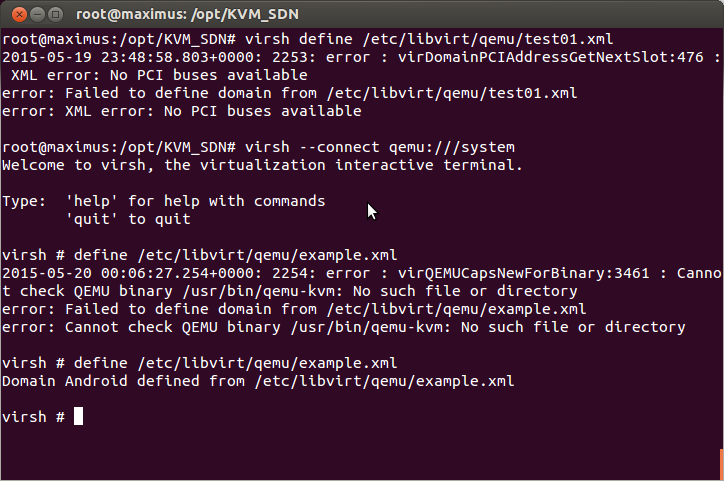 root@maximus: /opt/KVM_SDN
root@maximus:/opt/KVM_SDN# virsh define /etc/libvirt/qemu/test01.xml
2015-05-19 23:48:58.803+0000: 2253: error : virDomainPCIAddressGetNextSlot:476 :
 XML error: No PCI buses available
error: Failed to define domain from /etc/libvirt/qemu/test01.xml
error: XML error: No PCI buses available
root@maximus:/opt/KVM_SDN# virsh --connect qemu:///system
Welcome to virsh, the virtualization interactive terminal.
Type:  'help' for help with commands
       'quit' to quit
virsh # define /etc/libvirt/qemu/example.xml
2015-05-20 00:06:27.254+0000: 2254: error : virQEMUCapsNewForBinary:3461 : Canno
t check QEMU binary /usr/bin/qemu-kvm: No such file or directory
error: Failed to define domain from /etc/libvirt/qemu/example.xml
error: Cannot check QEMU binary /usr/bin/qemu-kvm: No such file or directory
virsh # define /etc/libvirt/qemu/example.xml
Domain Android defined from /etc/libvirt/qemu/example.xml
virsh #